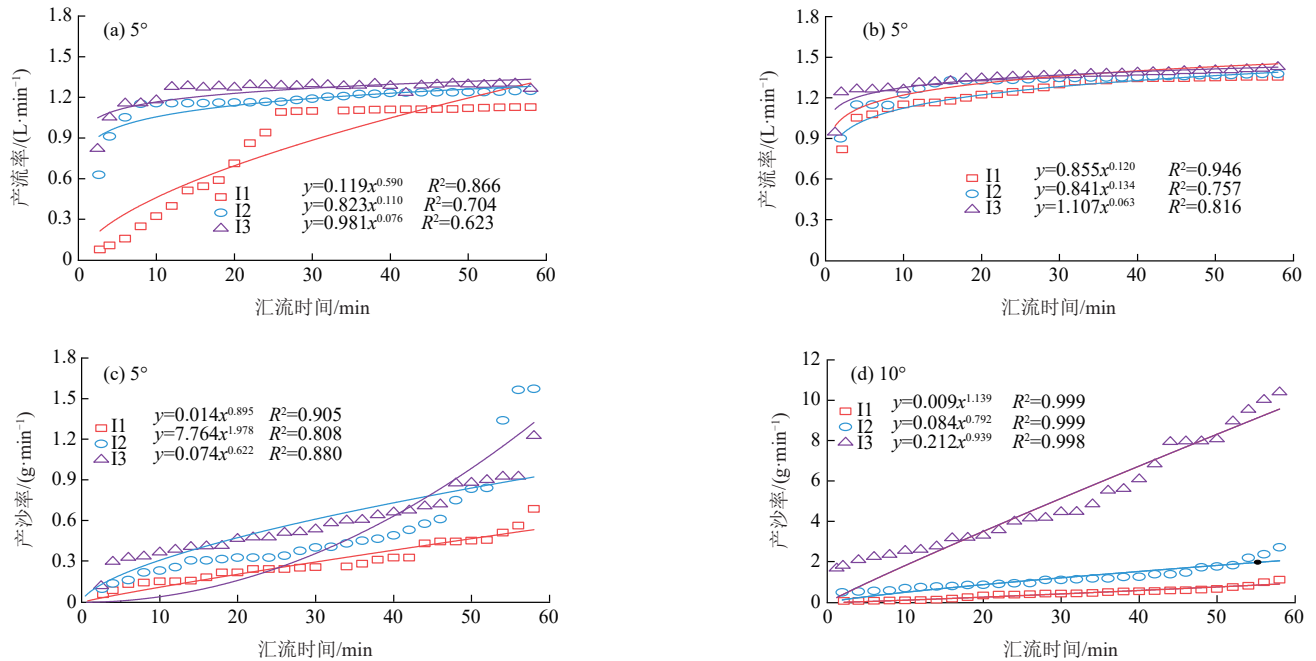 (a) 5°
产流率/(L·min⁻¹)
1.8
1.5
1.2
0.9
0.6
0.3
0
I1 y=0.119x^0.590 R²=0.866
I2 y=0.823x^0.110 R²=0.704
I3 y=0.981x^0.076 R²=0.623
0 10 20 30 40 50 60
汇流时间/min
(b) 5°
产流率/(L·min⁻¹)
1.8
1.5
1.2
0.9
0.6
0.3
0
I1 y=0.855x^0.120 R²=0.946
I2 y=0.841x^0.134 R²=0.757
I3 y=1.107x^0.063 R²=0.816
0 10 20 30 40 50 60
汇流时间/min
(c) 5°
产沙率/(g·min⁻¹)
1.8
1.5
1.2
0.9
0.6
0.3
0
I1 y=0.014x^0.895 R²=0.905
I2 y=7.764x^1.978 R²=0.808
I3 y=0.074x^0.622 R²=0.880
0 10 20 30 40 50 60
汇流时间/min
(d) 10°
产沙率/(g·min⁻¹)
12
10
8
6
4
2
0
I1 y=0.009x^1.139 R²=0.999
I2 y=0.084x^0.792 R²=0.999
I3 y=0.212x^0.939 R²=0.998
0 10 20 30 40 50 60
汇流时间/min